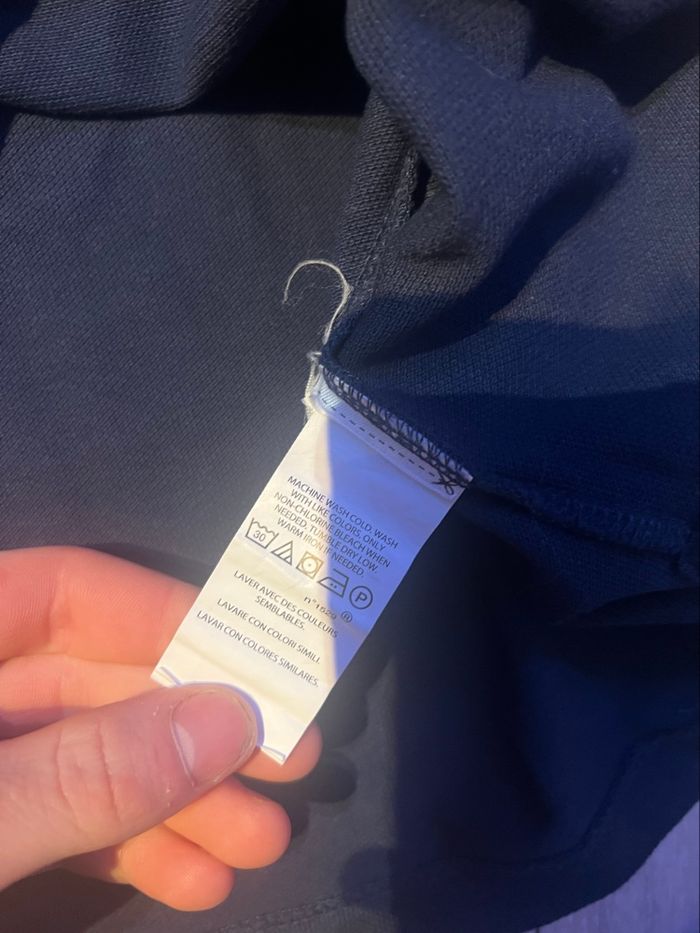 MACHINE WASH COLD. WASH
WITH LIKE COLORS. ONLY
NON-CHLORINE BLEACH WHEN
NEEDED. TUMBLE DRY LOW.
WARM IRON IF NEEDED.
30 P
n°1529 ®
LAVER AVEC DES COULEURS
SEMBLABLES.
LAVARE CON COLORI SIMILI.
LAVAR CON COLORES SIMILARES.